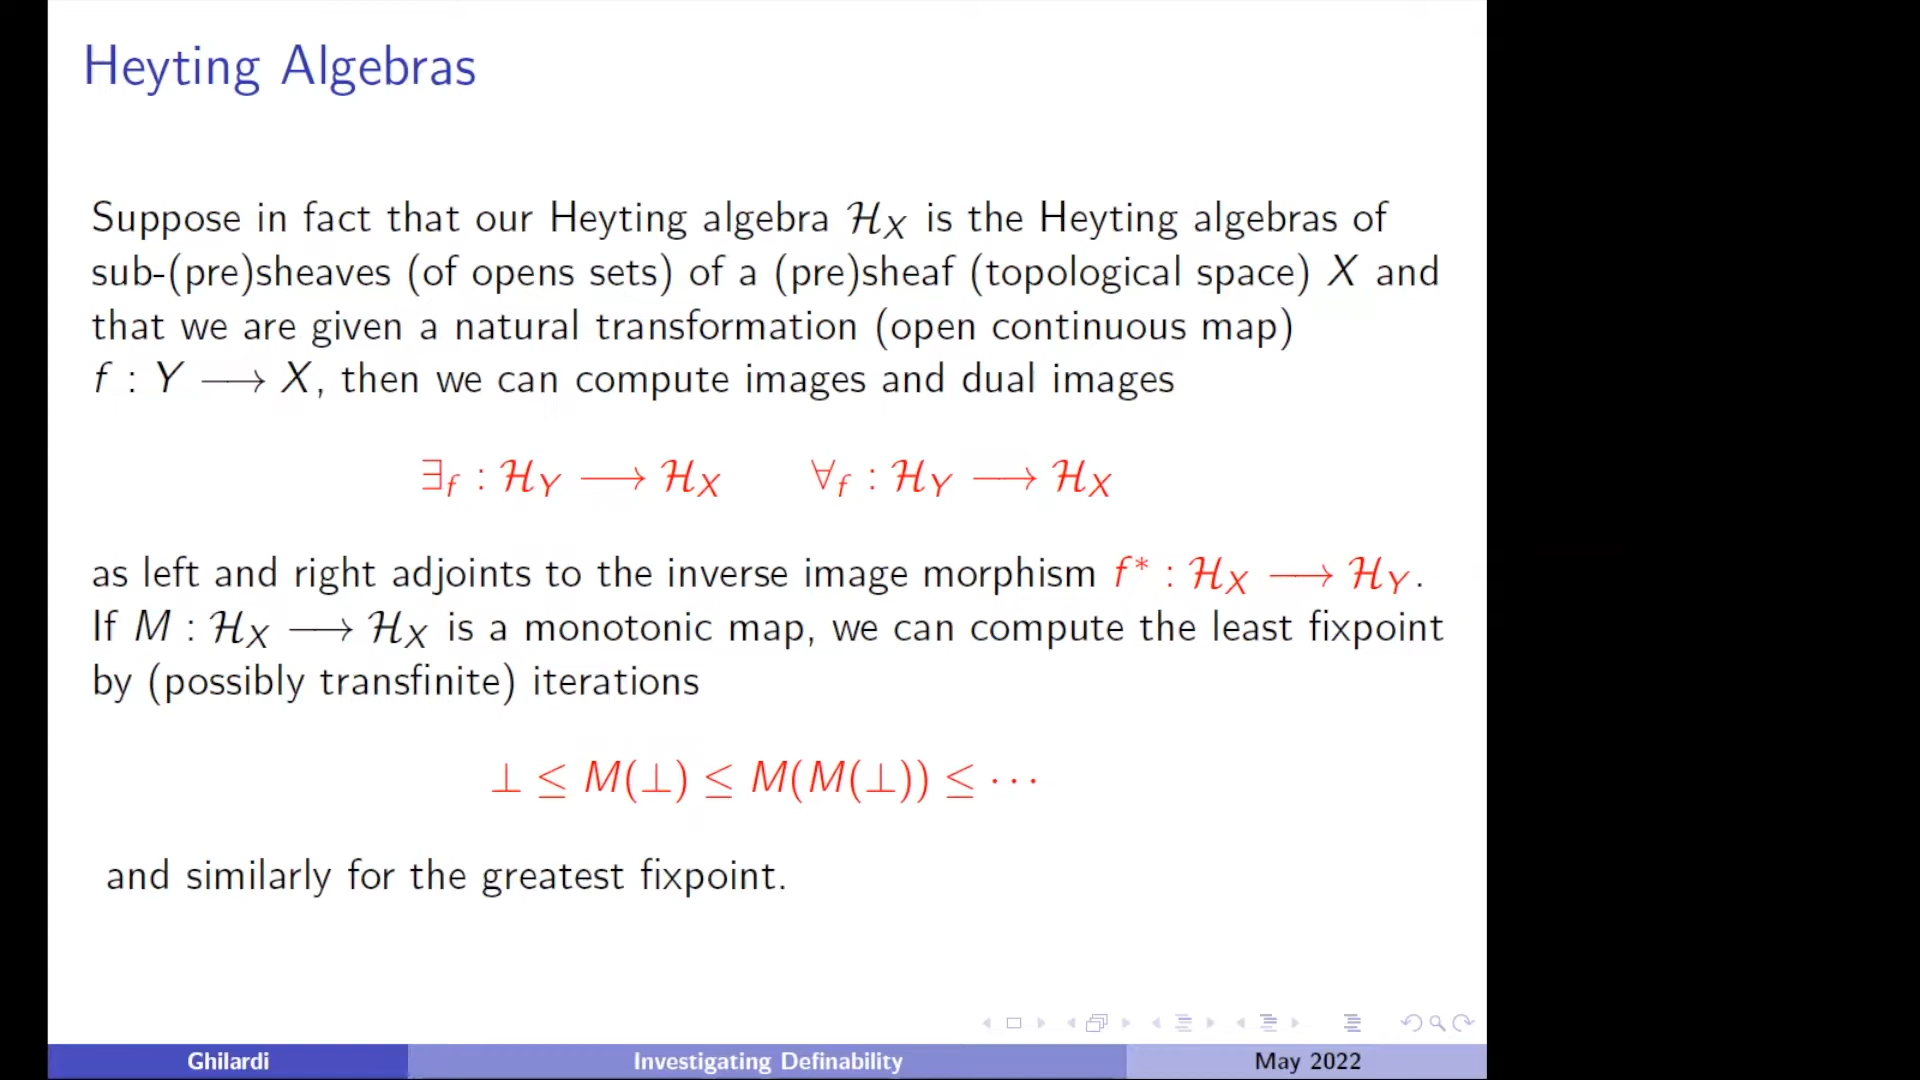 Heyting Algebras
Suppose in fact that our Heyting algebra ℋ_X is the Heyting algebras of
sub-(pre)sheaves (of opens sets) of a (pre)sheaf (topological space) X and
that we are given a natural transformation (open continuous map)
f : Y ⟶ X, then we can compute images and dual images
∃_f : ℋ_Y ⟶ ℋ_X   ∀_f : ℋ_Y ⟶ ℋ_X
as left and right adjoints to the inverse image morphism f* : ℋ_X ⟶ ℋ_Y.
If M : ℋ_X ⟶ ℋ_X is a monotonic map, we can compute the least fixpoint
by (possibly transfinite) iterations
⊥ ≤ M(⊥) ≤ M(M(⊥)) ≤ ⋯
and similarly for the greatest fixpoint.
Ghilardi   Investigating Definability   May 2022